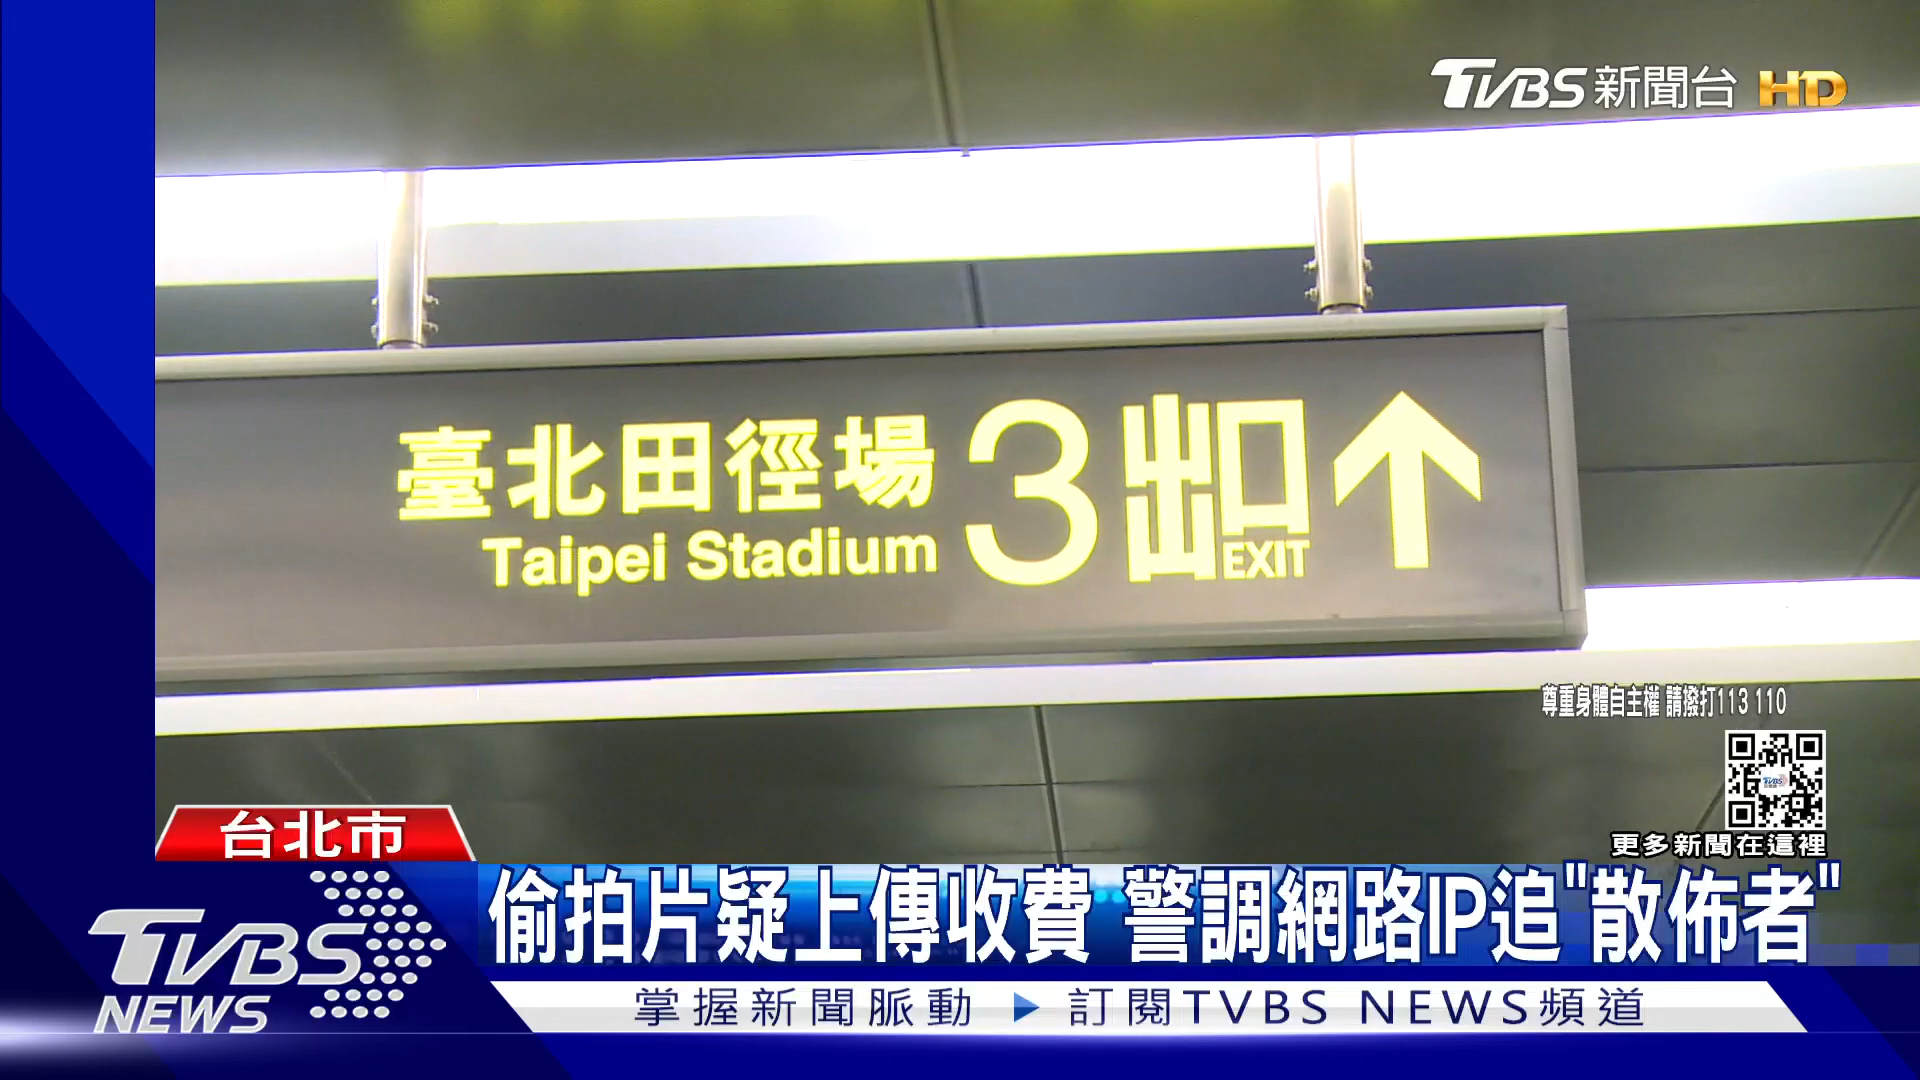 TVBS新聞台 HD
臺北田徑場 3 出口 EXIT
Taipei Stadium
尊重身體自主權 請撥打113 110
TVBS
更多新聞在這裡
台北市
偷拍片疑上傳收費 警調網路IP追"散佈者"
TVBS NEWS
掌握新聞脈動 訂閱TVBS NEWS頻道